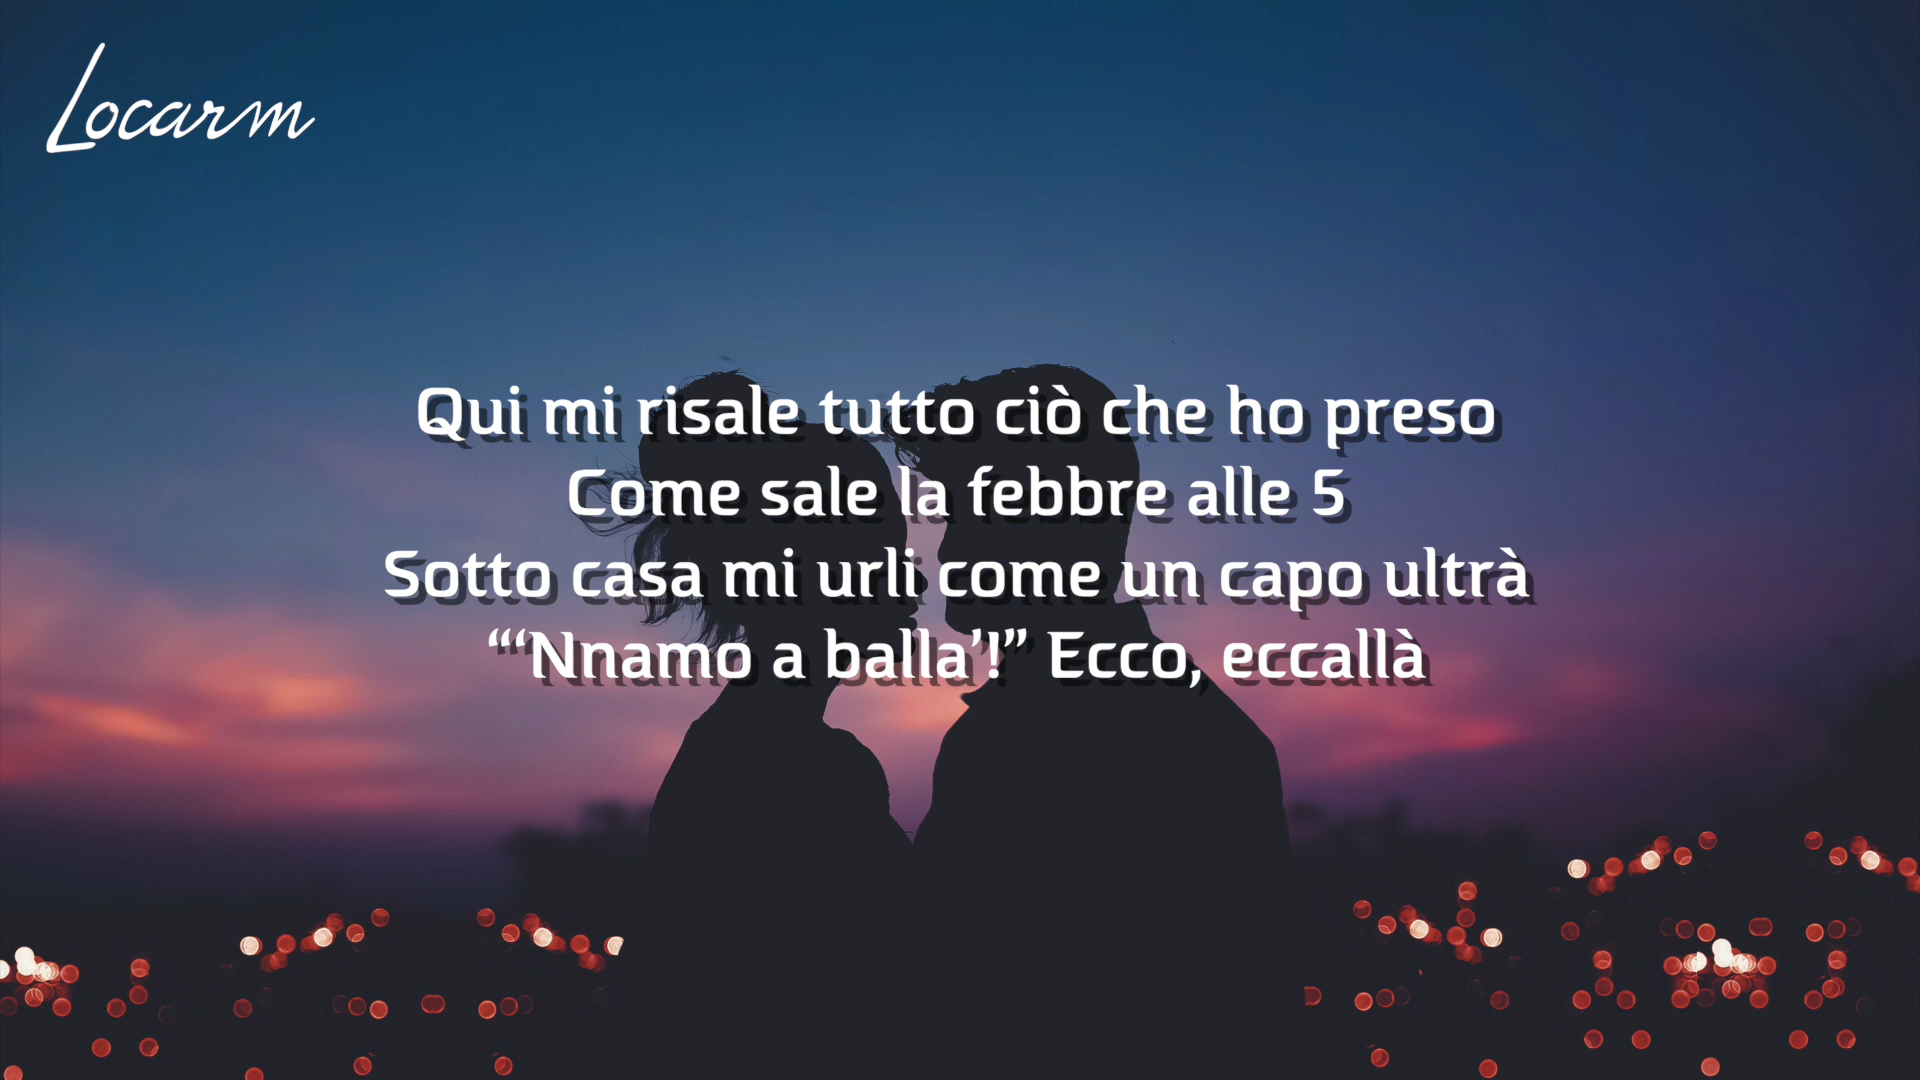 Locarm
Qui mi risale tutto ciò che ho preso
Come sale la febbre alle 5
Sotto casa mi urli come un capo ultrà
“‘Nnamo a balla’!” Ecco, eccallà